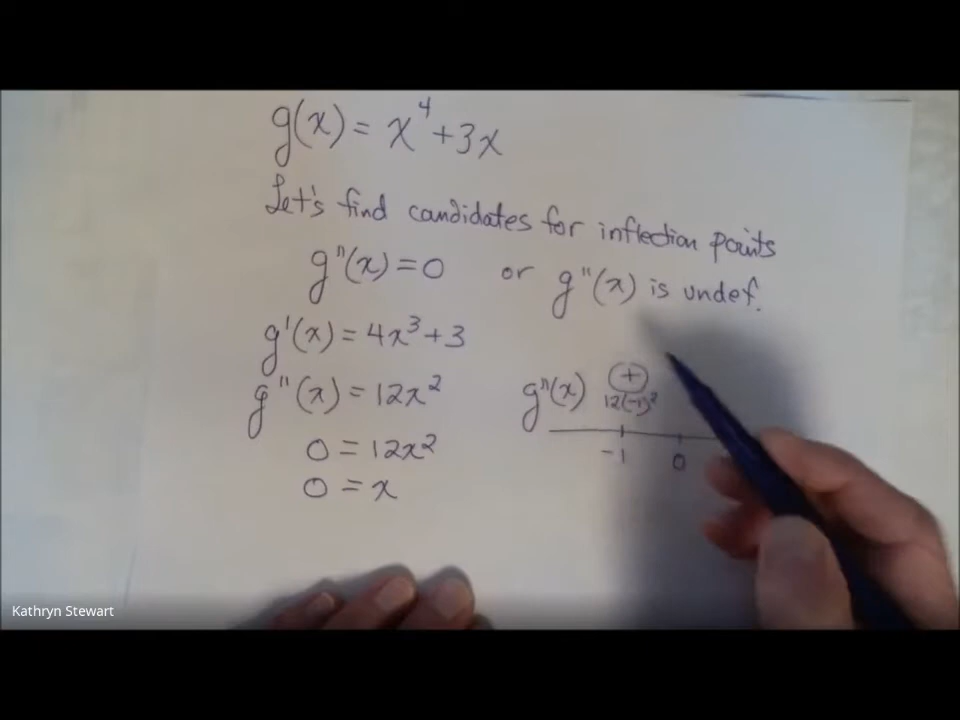 g(x) = x⁴ + 3x
Let's find candidates for inflection points
g"(x) = 0 or g"(x) is undef.
g'(x) = 4x³ + 3
g"(x) = 12x²
0 = 12x²
0 = x
g"(x) +
12(-1)²
-1 0
Kathryn Stewart